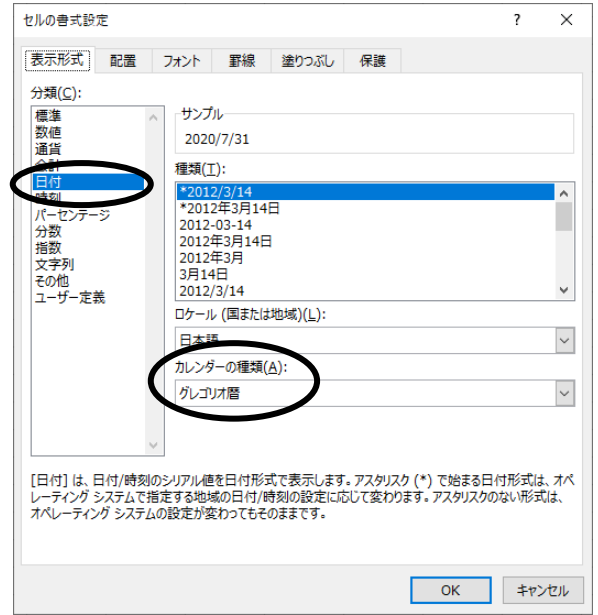 セルの書式設定
? ×
表示形式 配置 フォント 罫線 塗りつぶし 保護
分類(C):
標準
数値
通貨
会計
日付
時刻
パーセンテージ
分数
指数
文字列
その他
ユーザー定義
サンプル
2020/7/31
種類(T):
*2012/3/14
*2012年3月14日
2012-03-14
2012年3月14日
2012年3月
3月14日
2012/3/14
ロケール (国または地域)(L):
日本語
カレンダーの種類(A):
グレゴリオ暦
[日付] は、日付/時刻のシリアル値を日付形式で表示します。アスタリスク (*) で始まる日付形式は、オペ
レーティング システムで指定する地域の日付/時刻の設定に応じて変わります。アスタリスクのない形式は、
オペレーティング システムの設定が変わってもそのままです。
OK キャンセル